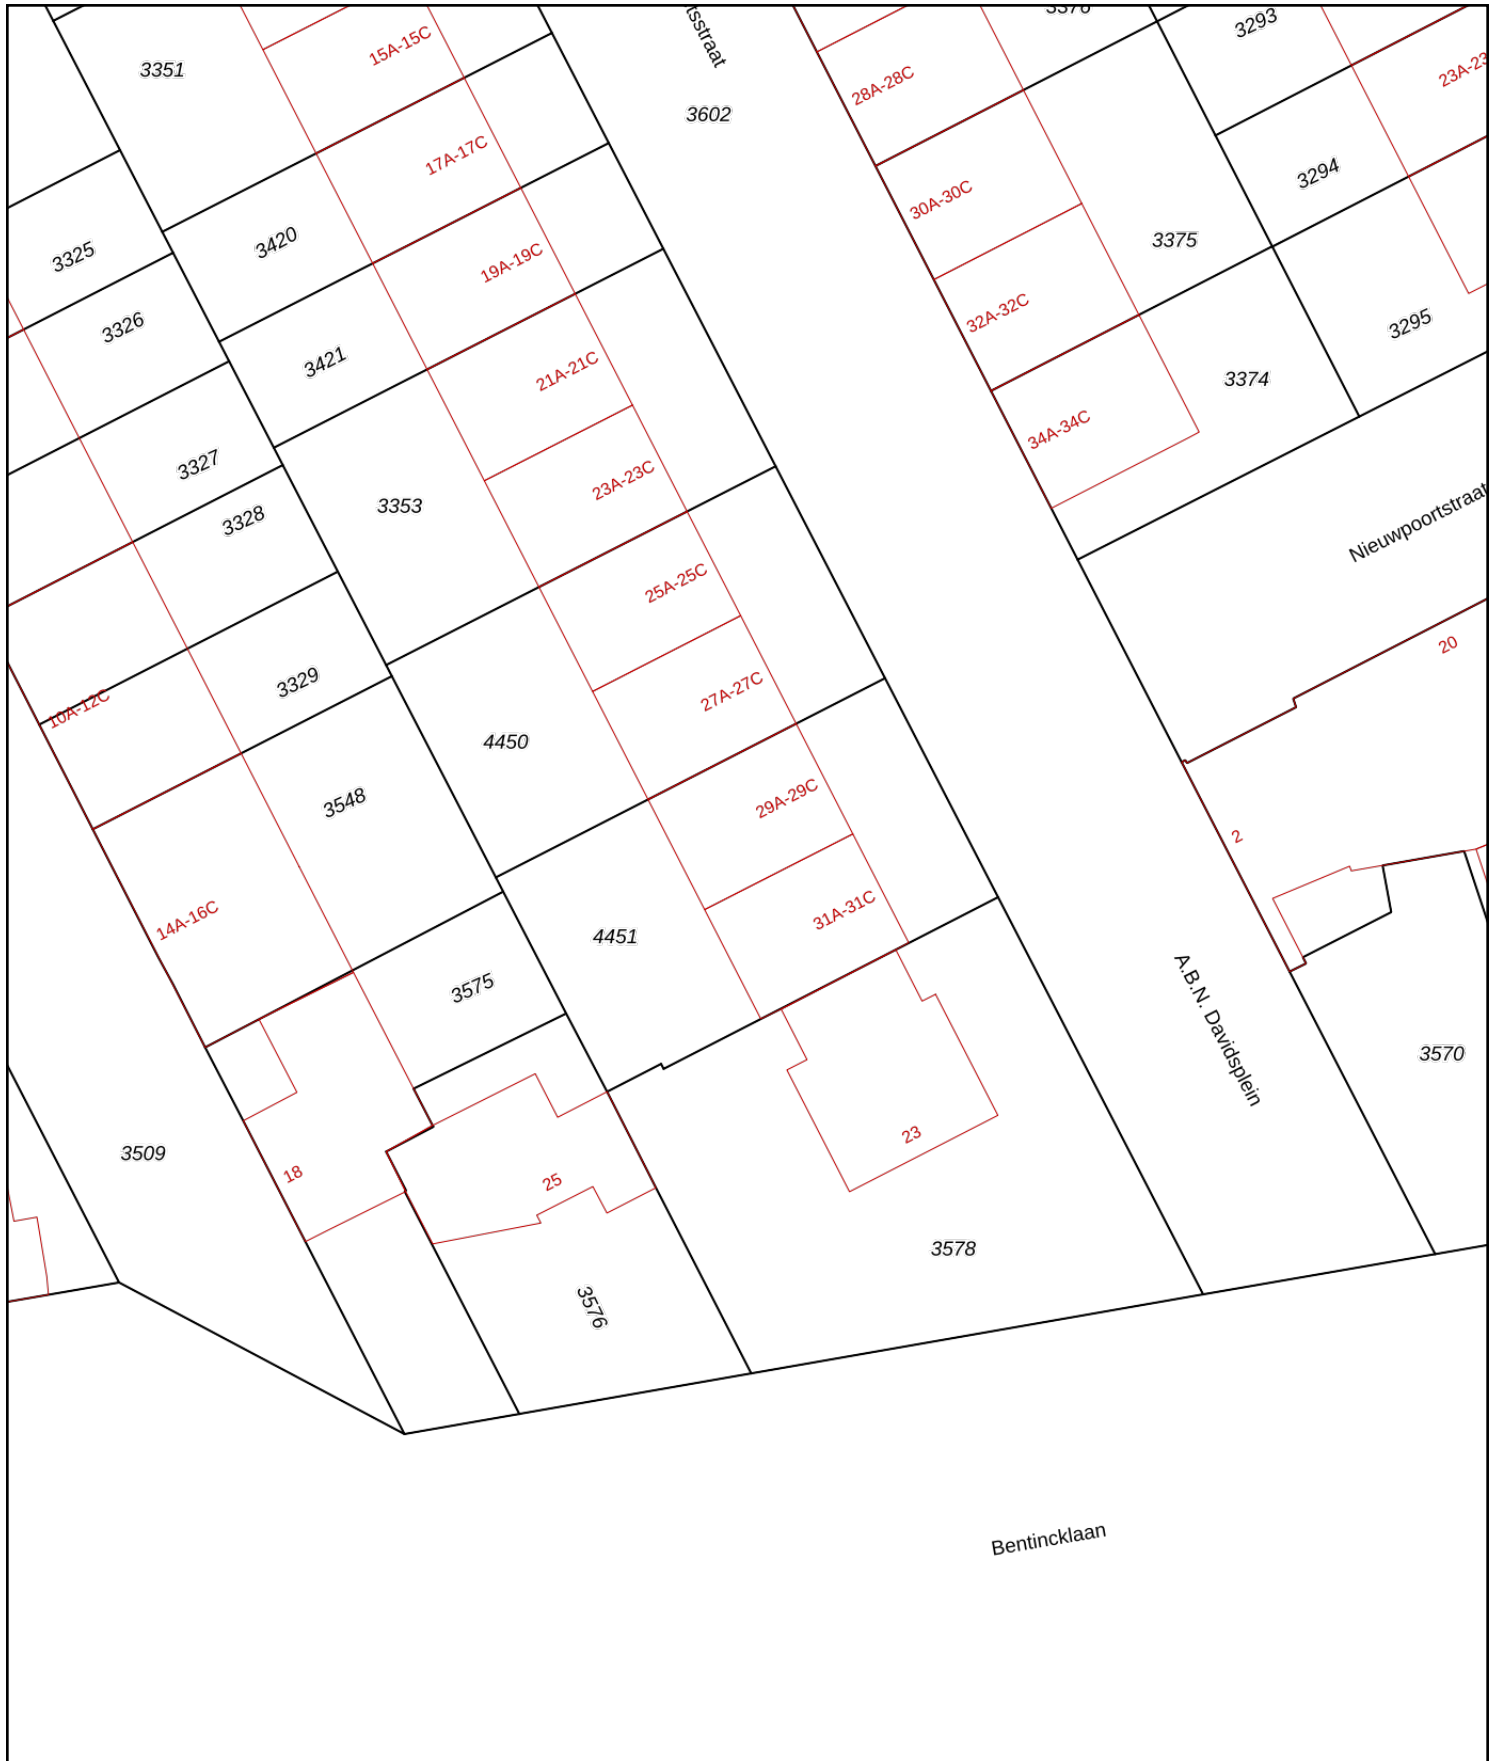 3376
3293
15A-15C
tsstraat
3351
28A-28C
23A-23
3602
17A-17C
3294
30A-30C
3325
3420
3375
19A-19C
3326
32A-32C
3295
3421
21A-21C
3374
34A-34C
3327
23A-23C
3353
3328
Nieuwpoortstraat
25A-25C
20
3329
27A-27C
10A-12C
4450
3548
29A-29C
2
14A-16C
31A-31C
4451
3575
A.B.N. Davidsplein
3570
23
3509
18
25
3578
3576
Bentincklaan